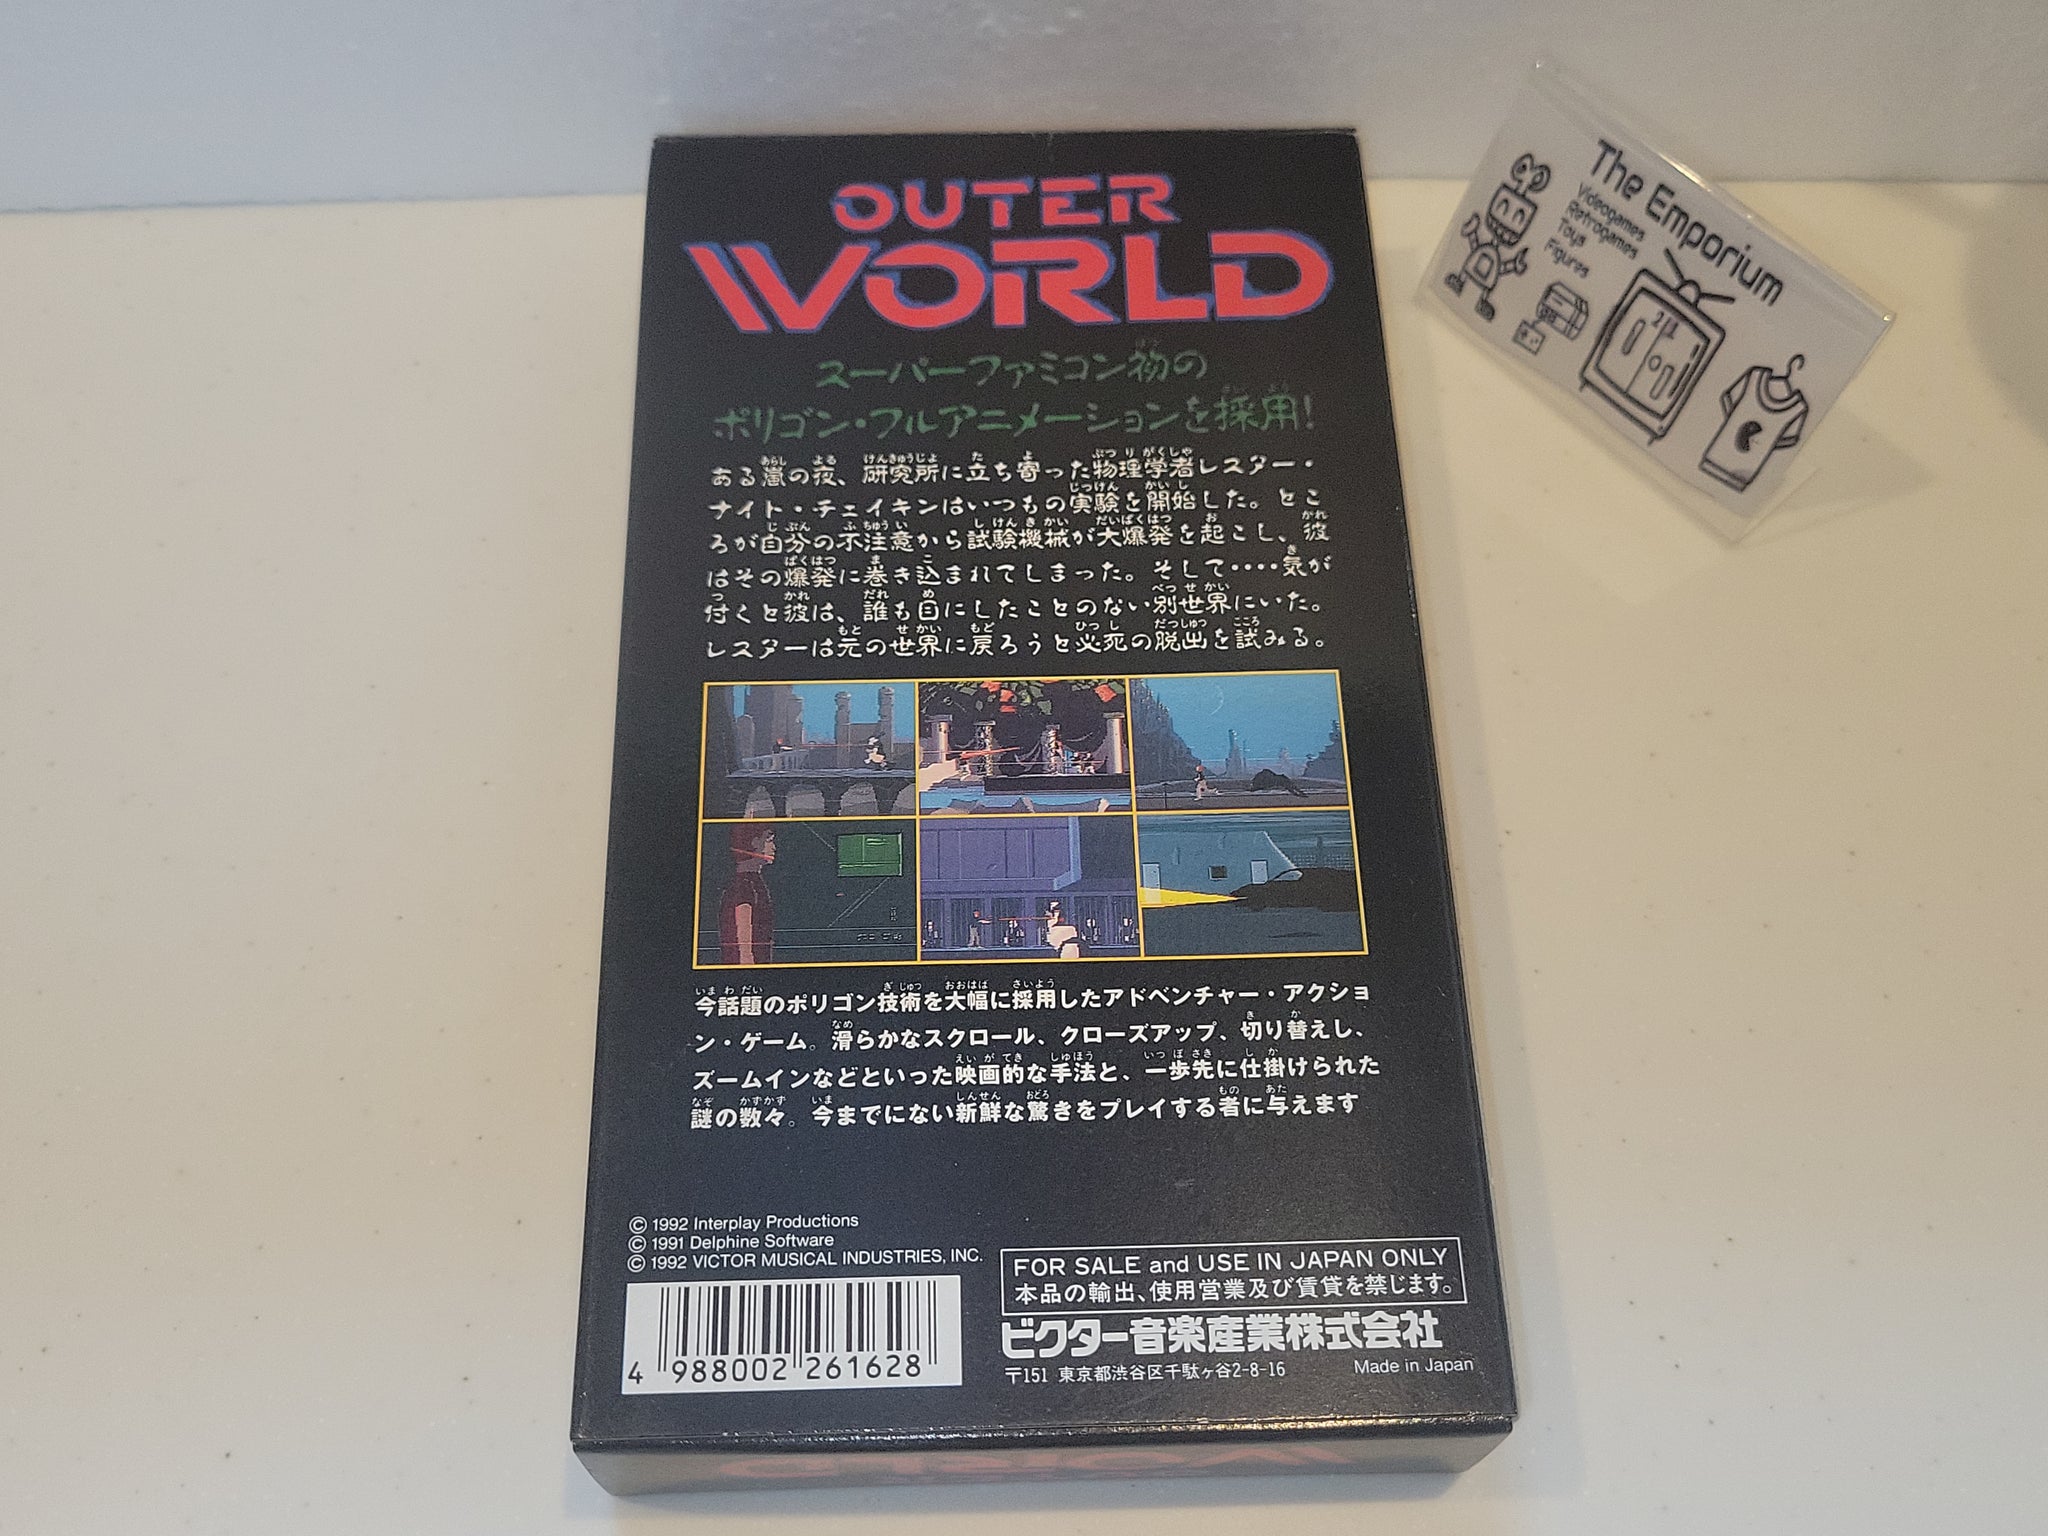 OUTER
WORLD
スーパーファミコン初の
ポリゴン・フルアニメーションを採用!
ある嵐の夜、研究所に立ち寄った物理学者レスター・
ナイト・チェイキンはいつもの実験を開始した。とこ
ろが自分の不注意から試験機械が大爆発を起こし、彼
はその爆発に巻き込まれてしまった。そして‥‥気が
付くと彼は、誰も目にしたことのない別世界にいた。
レスターは元の世界に戻ろうと必死の脱出を試みる。
今話題のポリゴン技術を大幅に採用したアドベンチャー・アクショ
ン・ゲーム。滑らかなスクロール、クローズアップ、切り替えし、
ズームインなどといった映画的な手法と、一歩先に仕掛けられた
謎の数々。今までにない新鮮な驚きをプレイする者に与えます
© 1992 Interplay Productions
© 1991 Delphine Software
© 1992 VICTOR MUSICAL INDUSTRIES, INC.
4 988002 261628
FOR SALE and USE IN JAPAN ONLY
本品の輸出、使用営業及び賃貸を禁じます。
ビクター音楽産業株式会社
〒151 東京都渋谷区千駄ヶ谷2-8-16
Made in Japan
The Emporium
Videogames
Retrogames
Toys
Figures